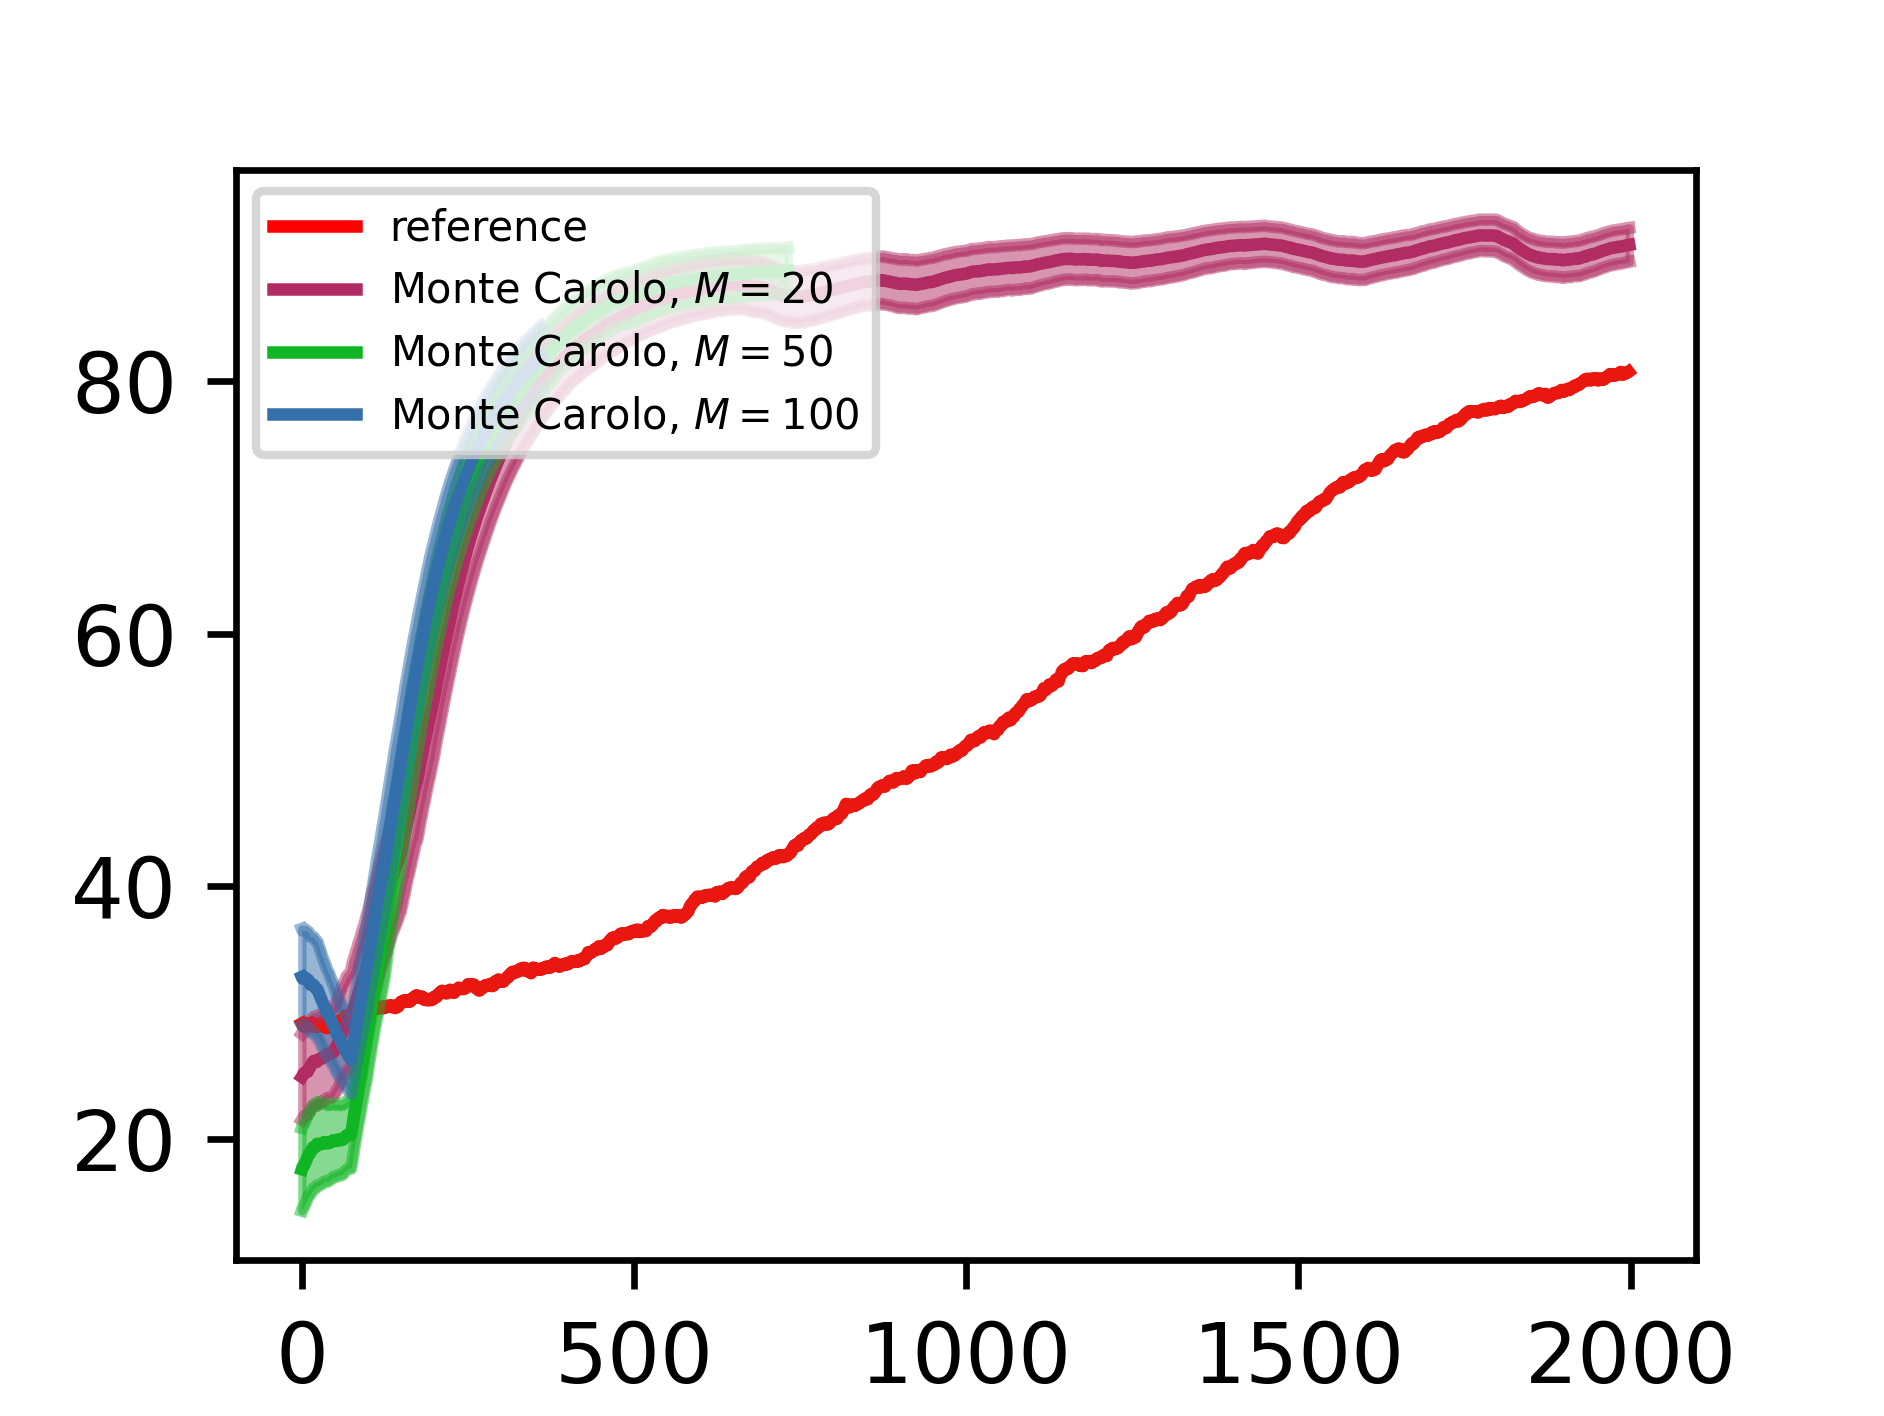 reference
Monte Carolo, M = 20
Monte Carolo, M = 50
Monte Carolo, M = 100
80
60
40
20
0 500 1000 1500 2000